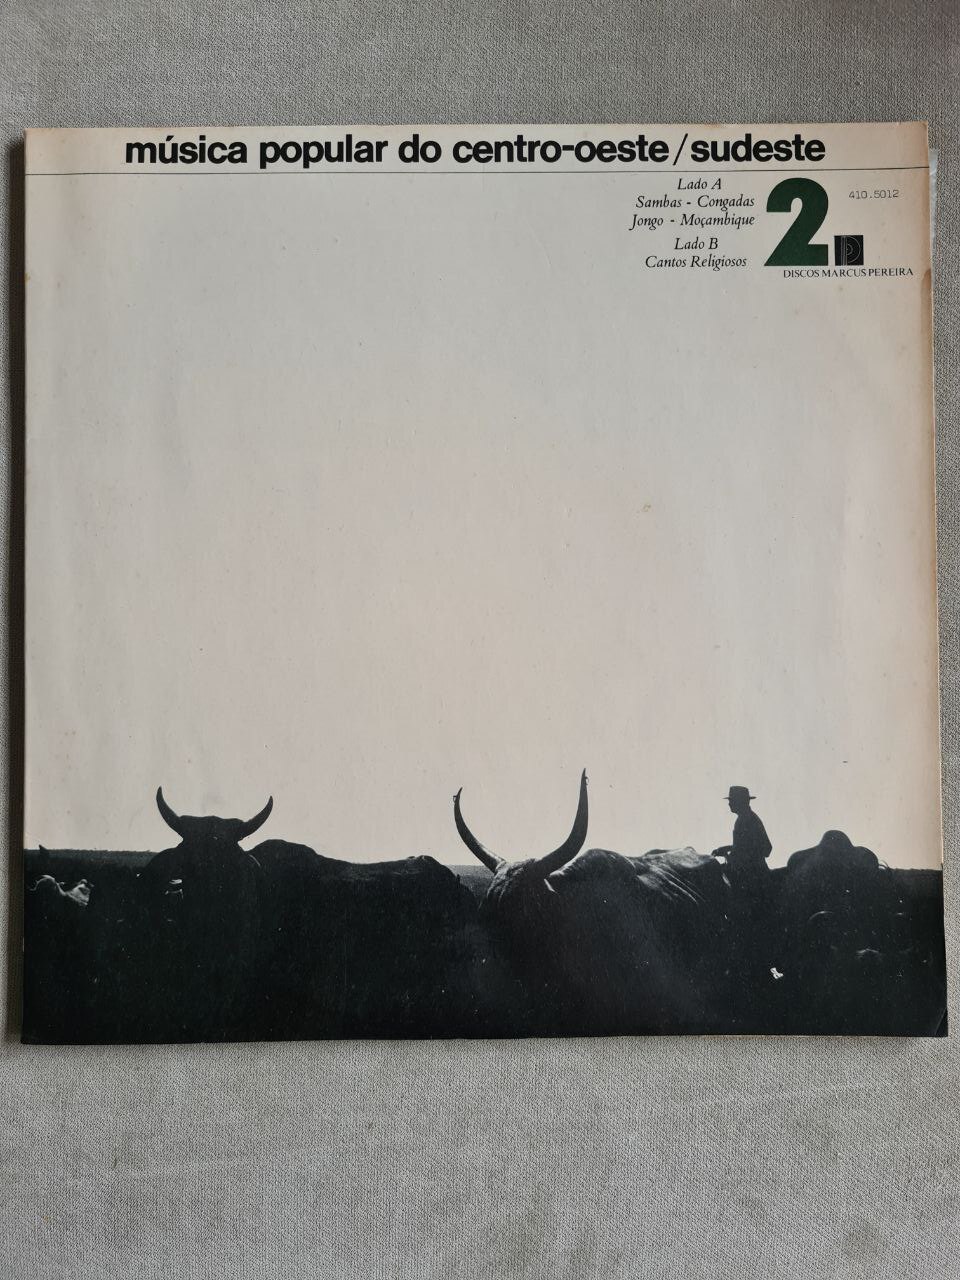 música popular do centro-oeste/sudeste
Lado A
Sambas - Congadas
Jongo - Moçambique
Lado B
Cantos Religiosos
2
410.5012
DISCOS MARCUS PEREIRA